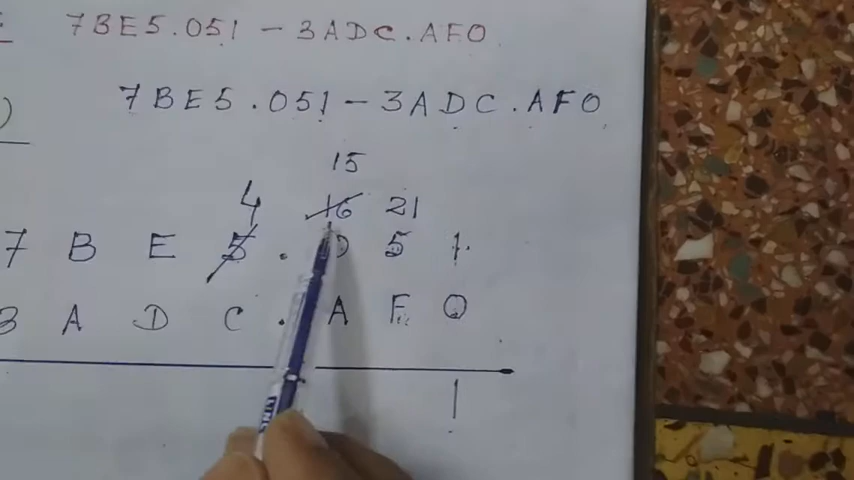 7BE5.051 - 3ADC.AF0
7BE5.051 - 3ADC.AF0
15
4 16 21
7 B E 5 . 0 5 1
3 A D C . A F 0
1